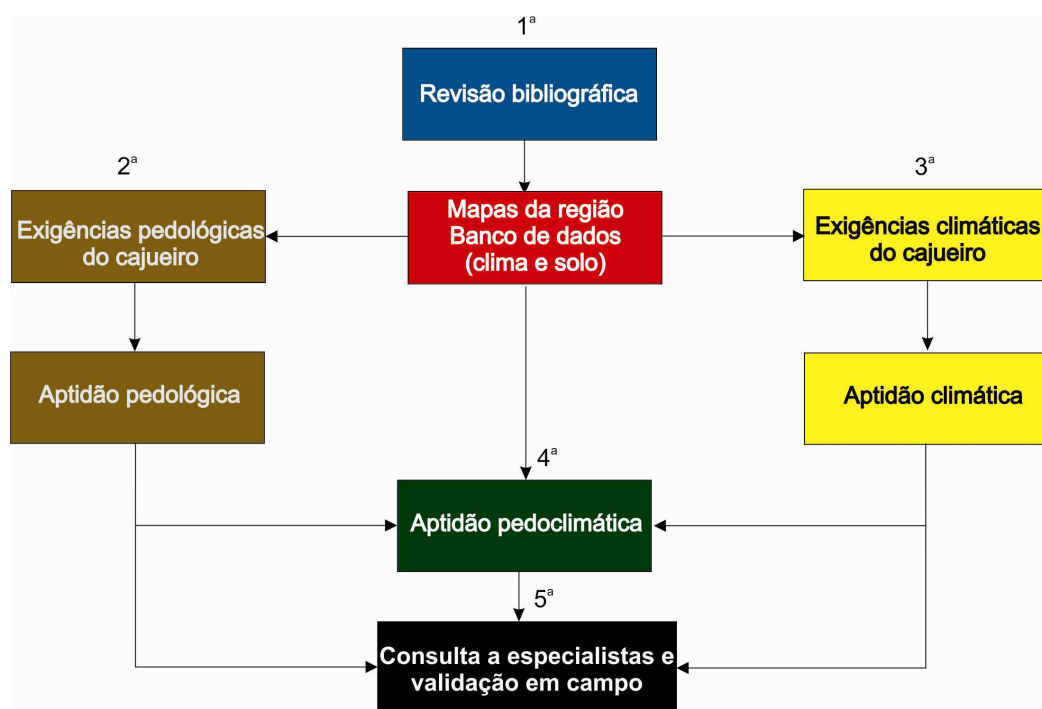 1ª
Revisão bibliográfica
2ª
3ª
Exigências pedológicas
do cajueiro
Mapas da região
Banco de dados
(clima e solo)
Exigências climáticas
do cajueiro
Aptidão pedológica
Aptidão climática
4ª
Aptidão pedoclimática
5ª
Consulta a especialistas e
validação em campo